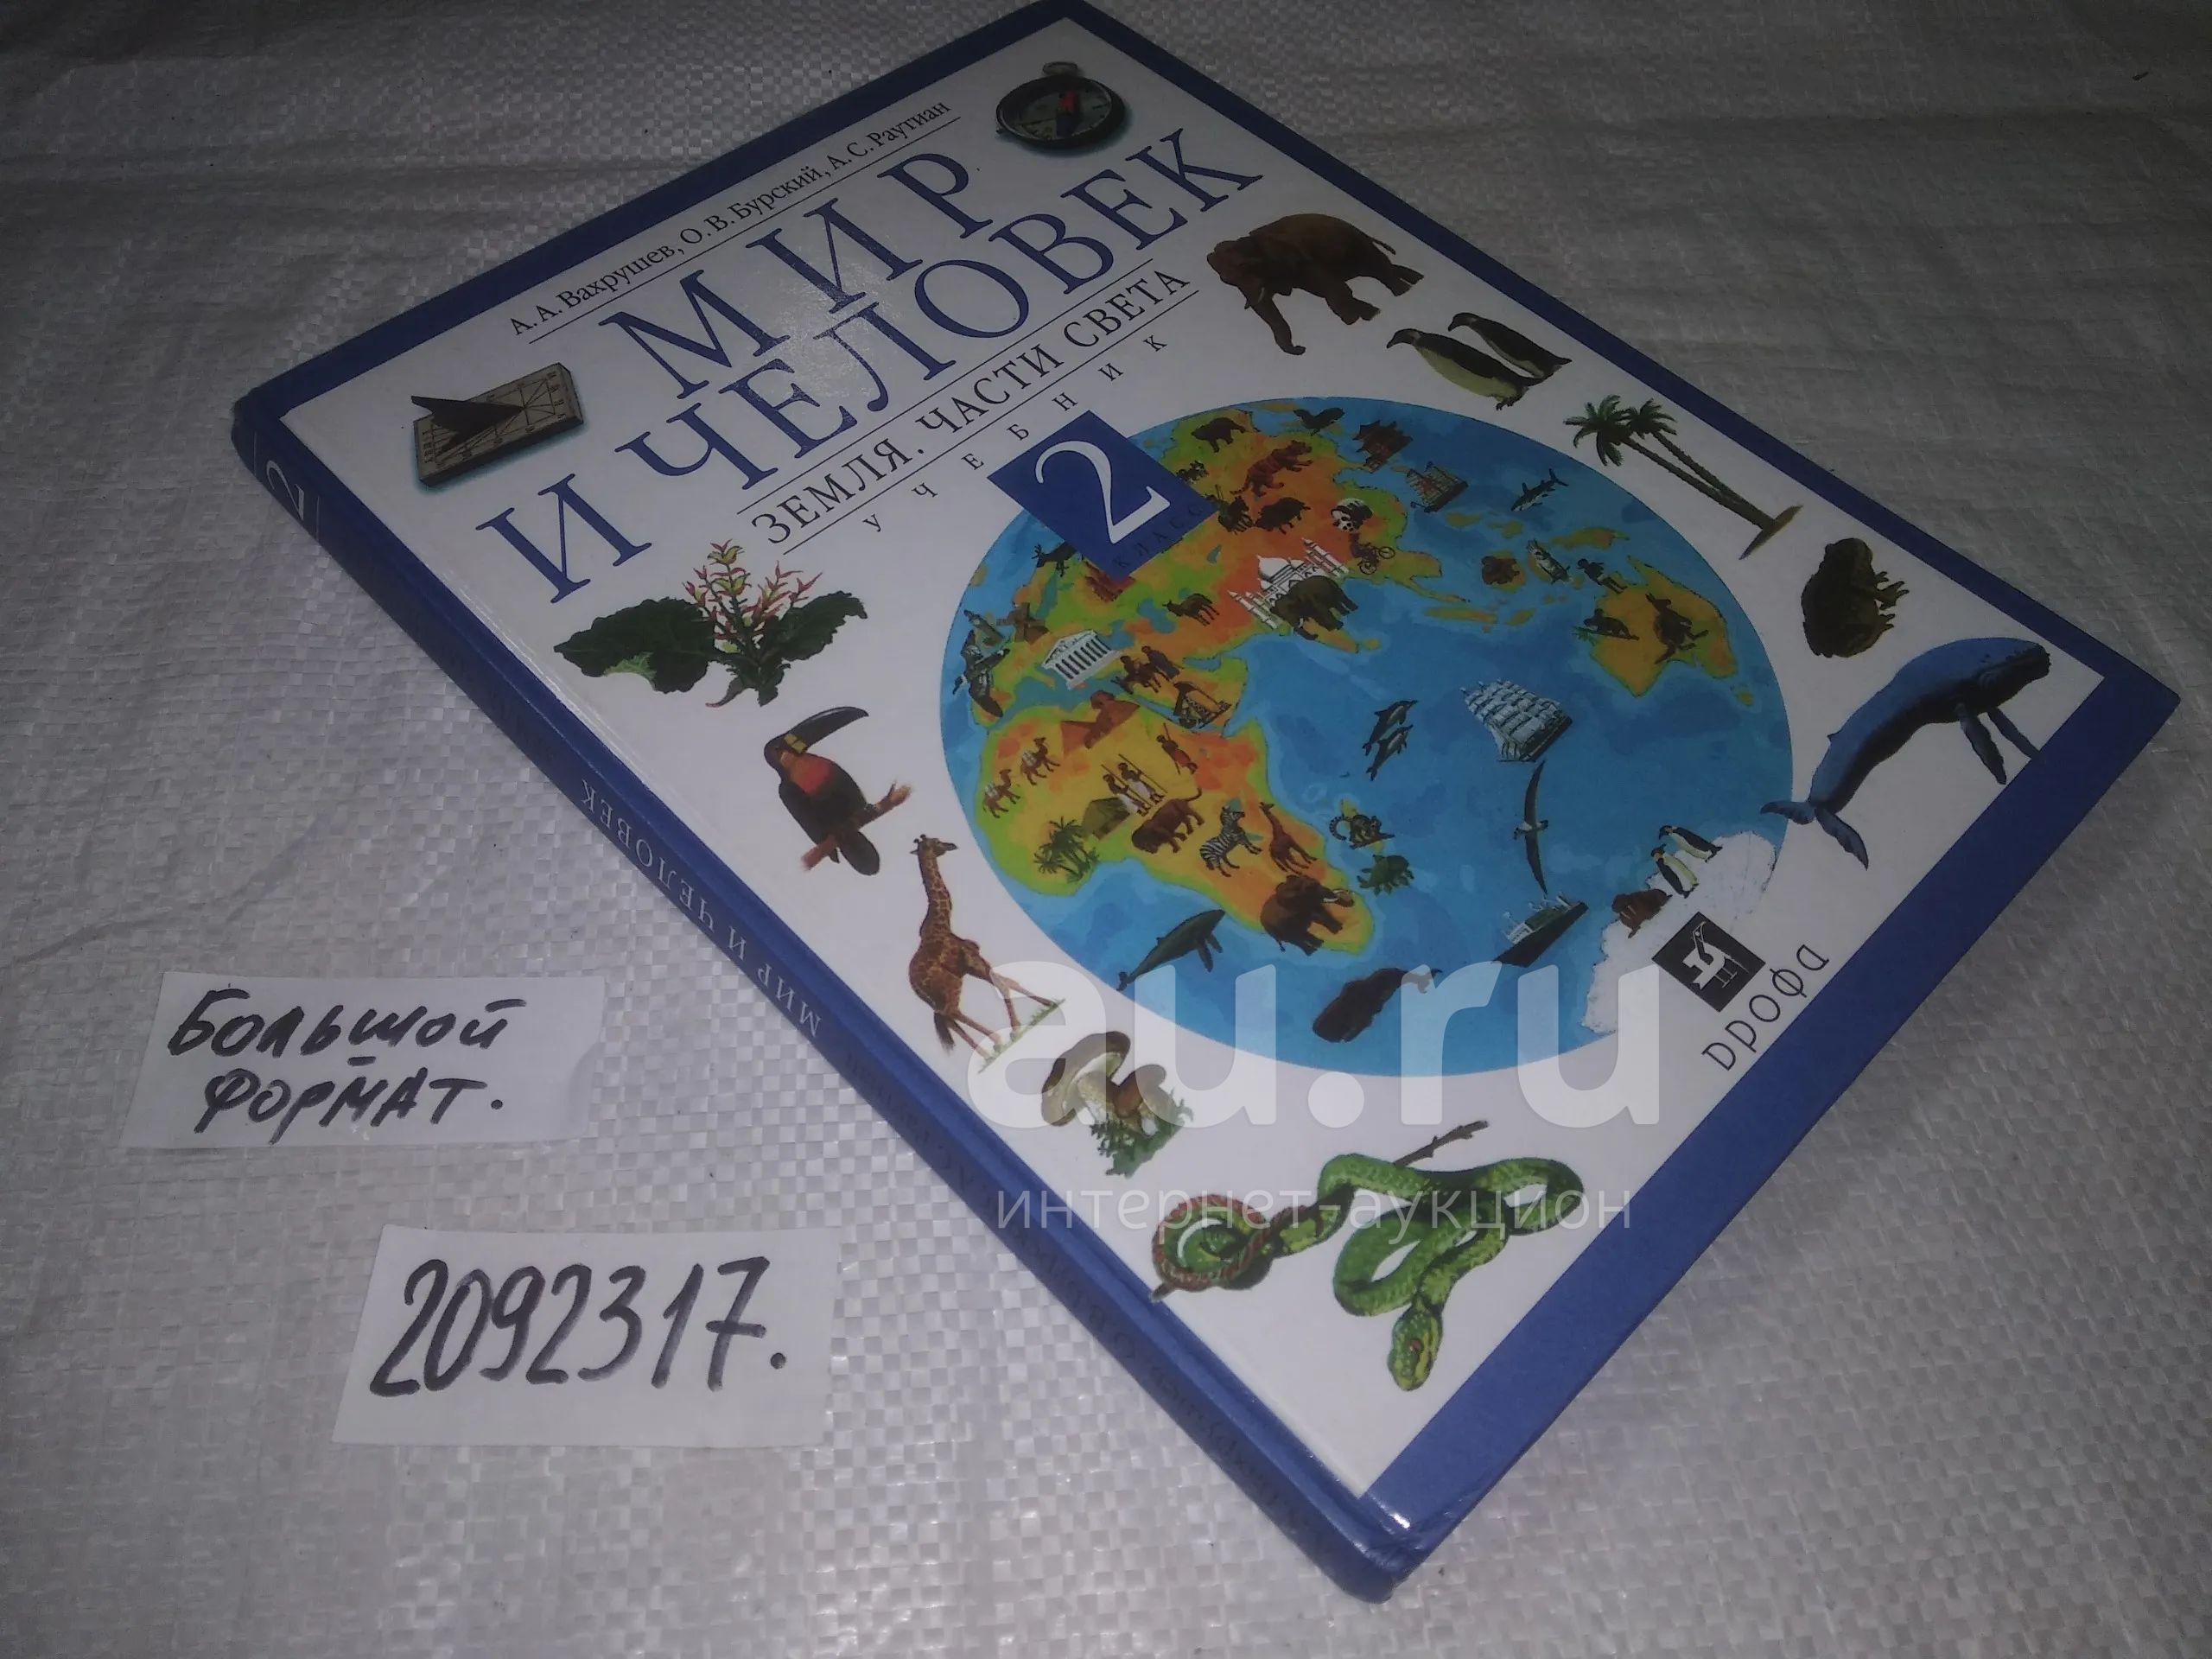 А. А. Вахрушев, О. В. Бурский, А. С. Раутиан
МИР
И ЧЕЛОВЕК
ЗЕМЛЯ. ЧАСТИ СВЕТА
УЧЕБНИК
2
КЛАСС
дрофа
2
МИР И ЧЕЛОВЕК
БОЛЬШОЙ
ФОРМАТ.
2092317.
au.ru
интернет-аукцион